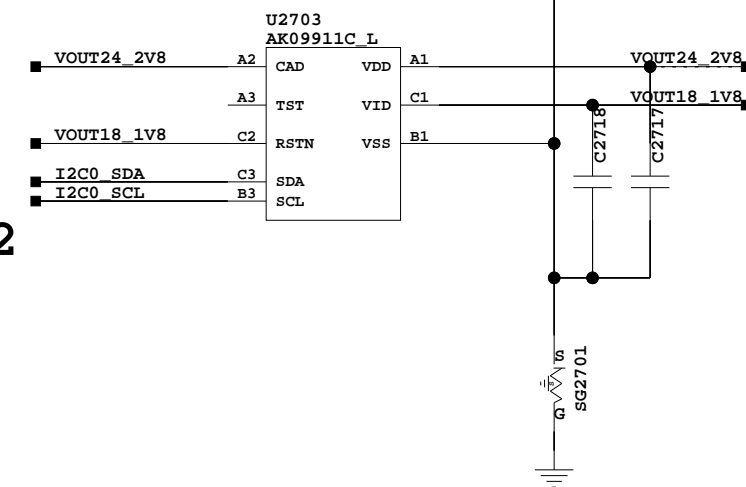 U2703
AK09911C_L
VOUT24_2V8 A2 CAD VDD A1 VOUT24_2V8
A3 TST VID C1 VOUT18_1V8
VOUT18_1V8 C2 RSTN VSS B1
C2718
C2717
I2C0_SDA C3 SDA
I2C0_SCL B3 SCL
2
S
SG2701
G